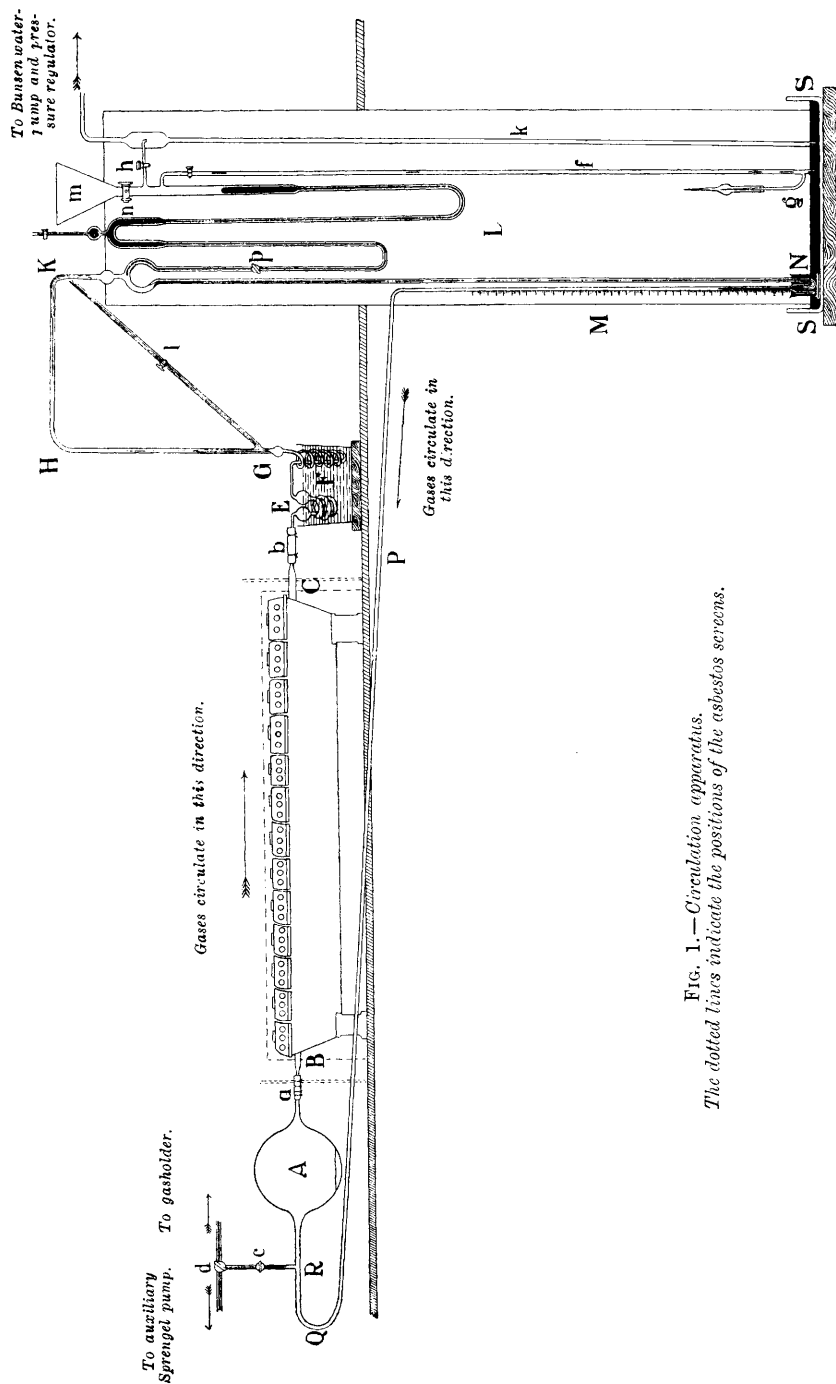 To auxiliary
Sprengel pump.
To gasholder.
Gases circulate in this direction.
To Bunsen water-
pump and pres-
sure regulator.
d
c
Q
R
A
a
B
C
b
E
F
G
H
l
K
m
n
h
p
k
f
L
g
M
N
S
S
P
Gases circulate in
this direction.
FIG. 1.—Circulation apparatus.
The dotted lines indicate the positions of the asbestos screens.